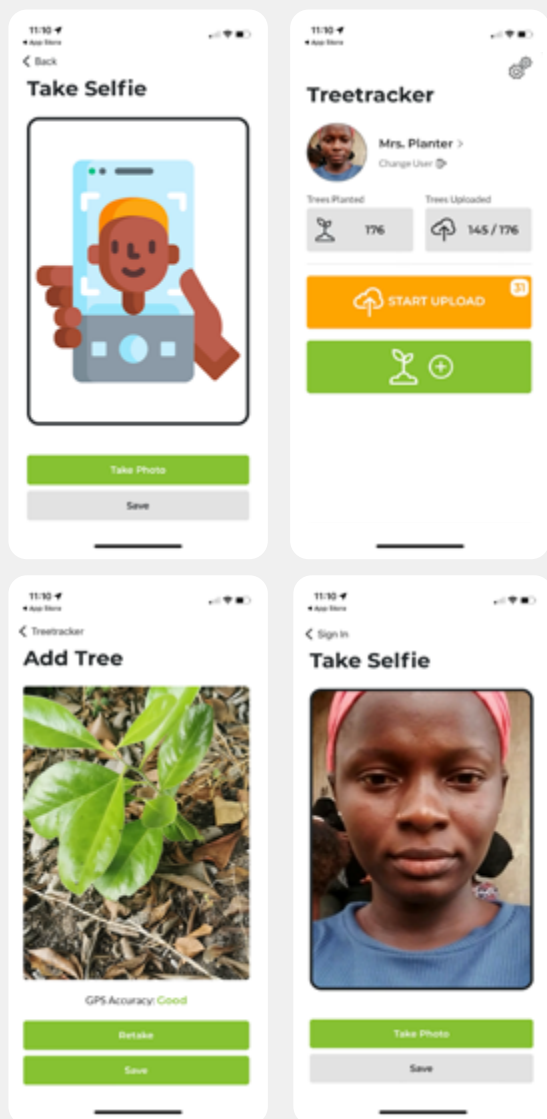 11:10
App Store
Back
Take Selfie
Take Photo
Save
11:10
App Store
Treetracker
Mrs. Planter
Change User
Trees Planted
176
Trees Uploaded
145 / 176
START UPLOAD
31
11:10
App Store
Treetracker
Add Tree
GPS Accuracy: Good
Retake
Save
11:10
App Store
Sign In
Take Selfie
Take Photo
Save